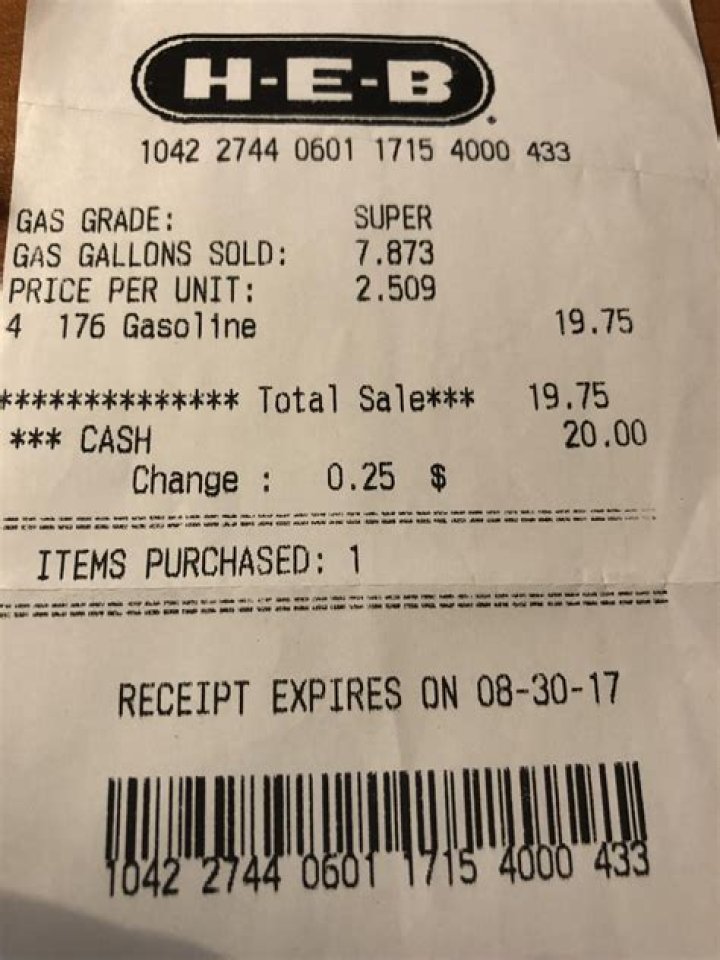 H-E-B
1042 2744 0601 1715 4000 433
GAS GRADE: SUPER
GAS GALLONS SOLD: 7.873
PRICE PER UNIT: 2.509
4 176 Gasoline 19.75
************** Total Sale*** 19.75
*** CASH 20.00
Change : 0.25 $
ITEMS PURCHASED: 1
RECEIPT EXPIRES ON 08-30-17
1042 2744 0601 1715 4000 433